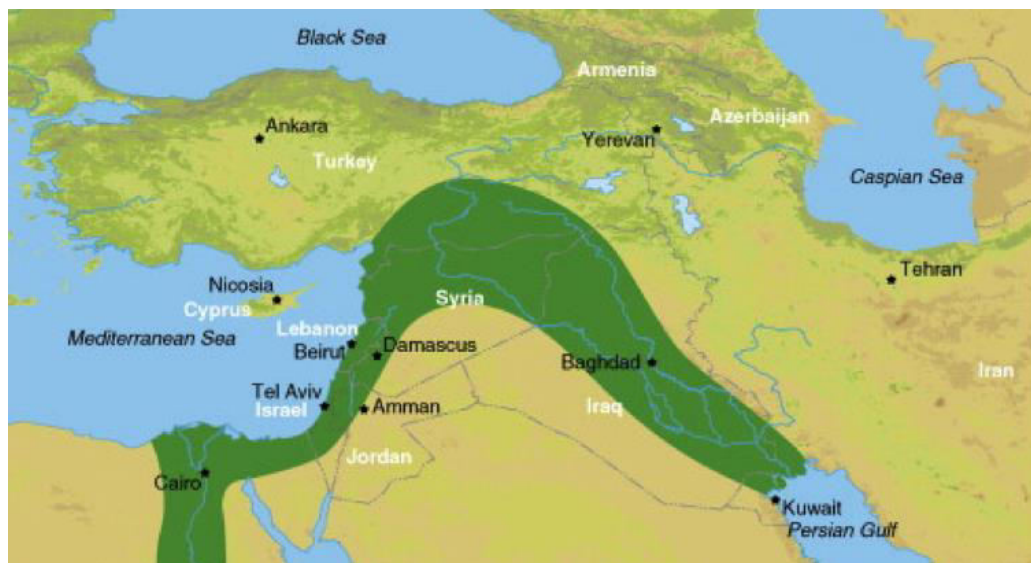 Black Sea
Armenia
Azerbaijan
Ankara
Yerevan
Turkey
Caspian Sea
Tehran
Nicosia
Cyprus
Syria
Mediterranean Sea
Lebanon
Beirut
Damascus
Baghdad
Iran
Tel Aviv
Israel
Amman
Iraq
Jordan
Cairo
Kuwait
Persian Gulf